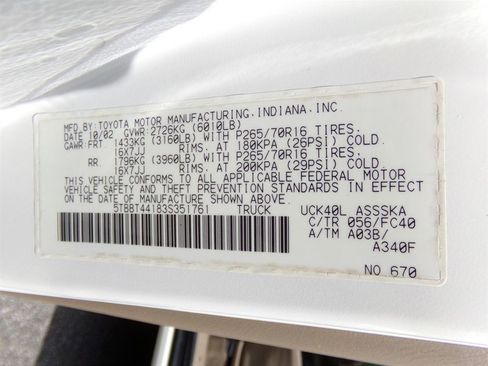 MFD.BY:TOYOTA MOTOR MANUFACTURING,INDIANA,INC.
DATE 10/02 GVWR:2726KG (6010LB)
GAWR:FRT 1433KG (3160LB) WITH P265/70R16 TIRES,
16X7JJ RIMS, AT 180KPA (26PSI) COLD.
RR 1796KG (3960LB) WITH P265/70R16 TIRES,
16X7JJ RIMS, AT 200KPA (29PSI) COLD.
THIS VEHICLE CONFORMS TO ALL APPLICABLE FEDERAL MOTOR
VEHICLE SAFETY AND THEFT PREVENTION STANDARDS IN EFFECT
ON THE DATE OF MANUFACTURE SHOWN ABOVE.
5TBBT44183S351761 TRUCK UCK40L ASSSKA
C/TR 056/FC40
A/TM A03B/
A340F
NO 670